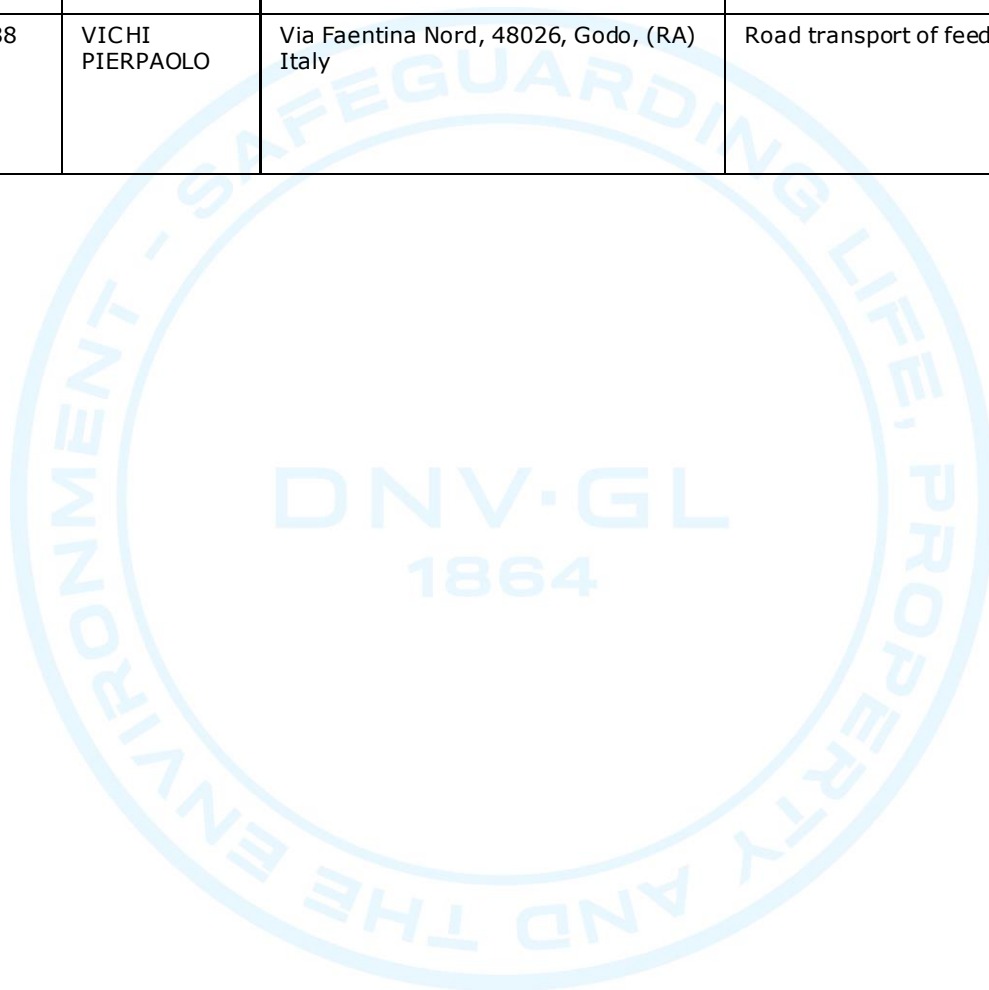 38
VICHI
PIERPAOLO
Via Faentina Nord, 48026, Godo, (RA)
Italy
Road transport of feed
SAFEGUARDING LIFE, PROPERTY AND THE ENVIRONMENT -
DNV·GL
1864